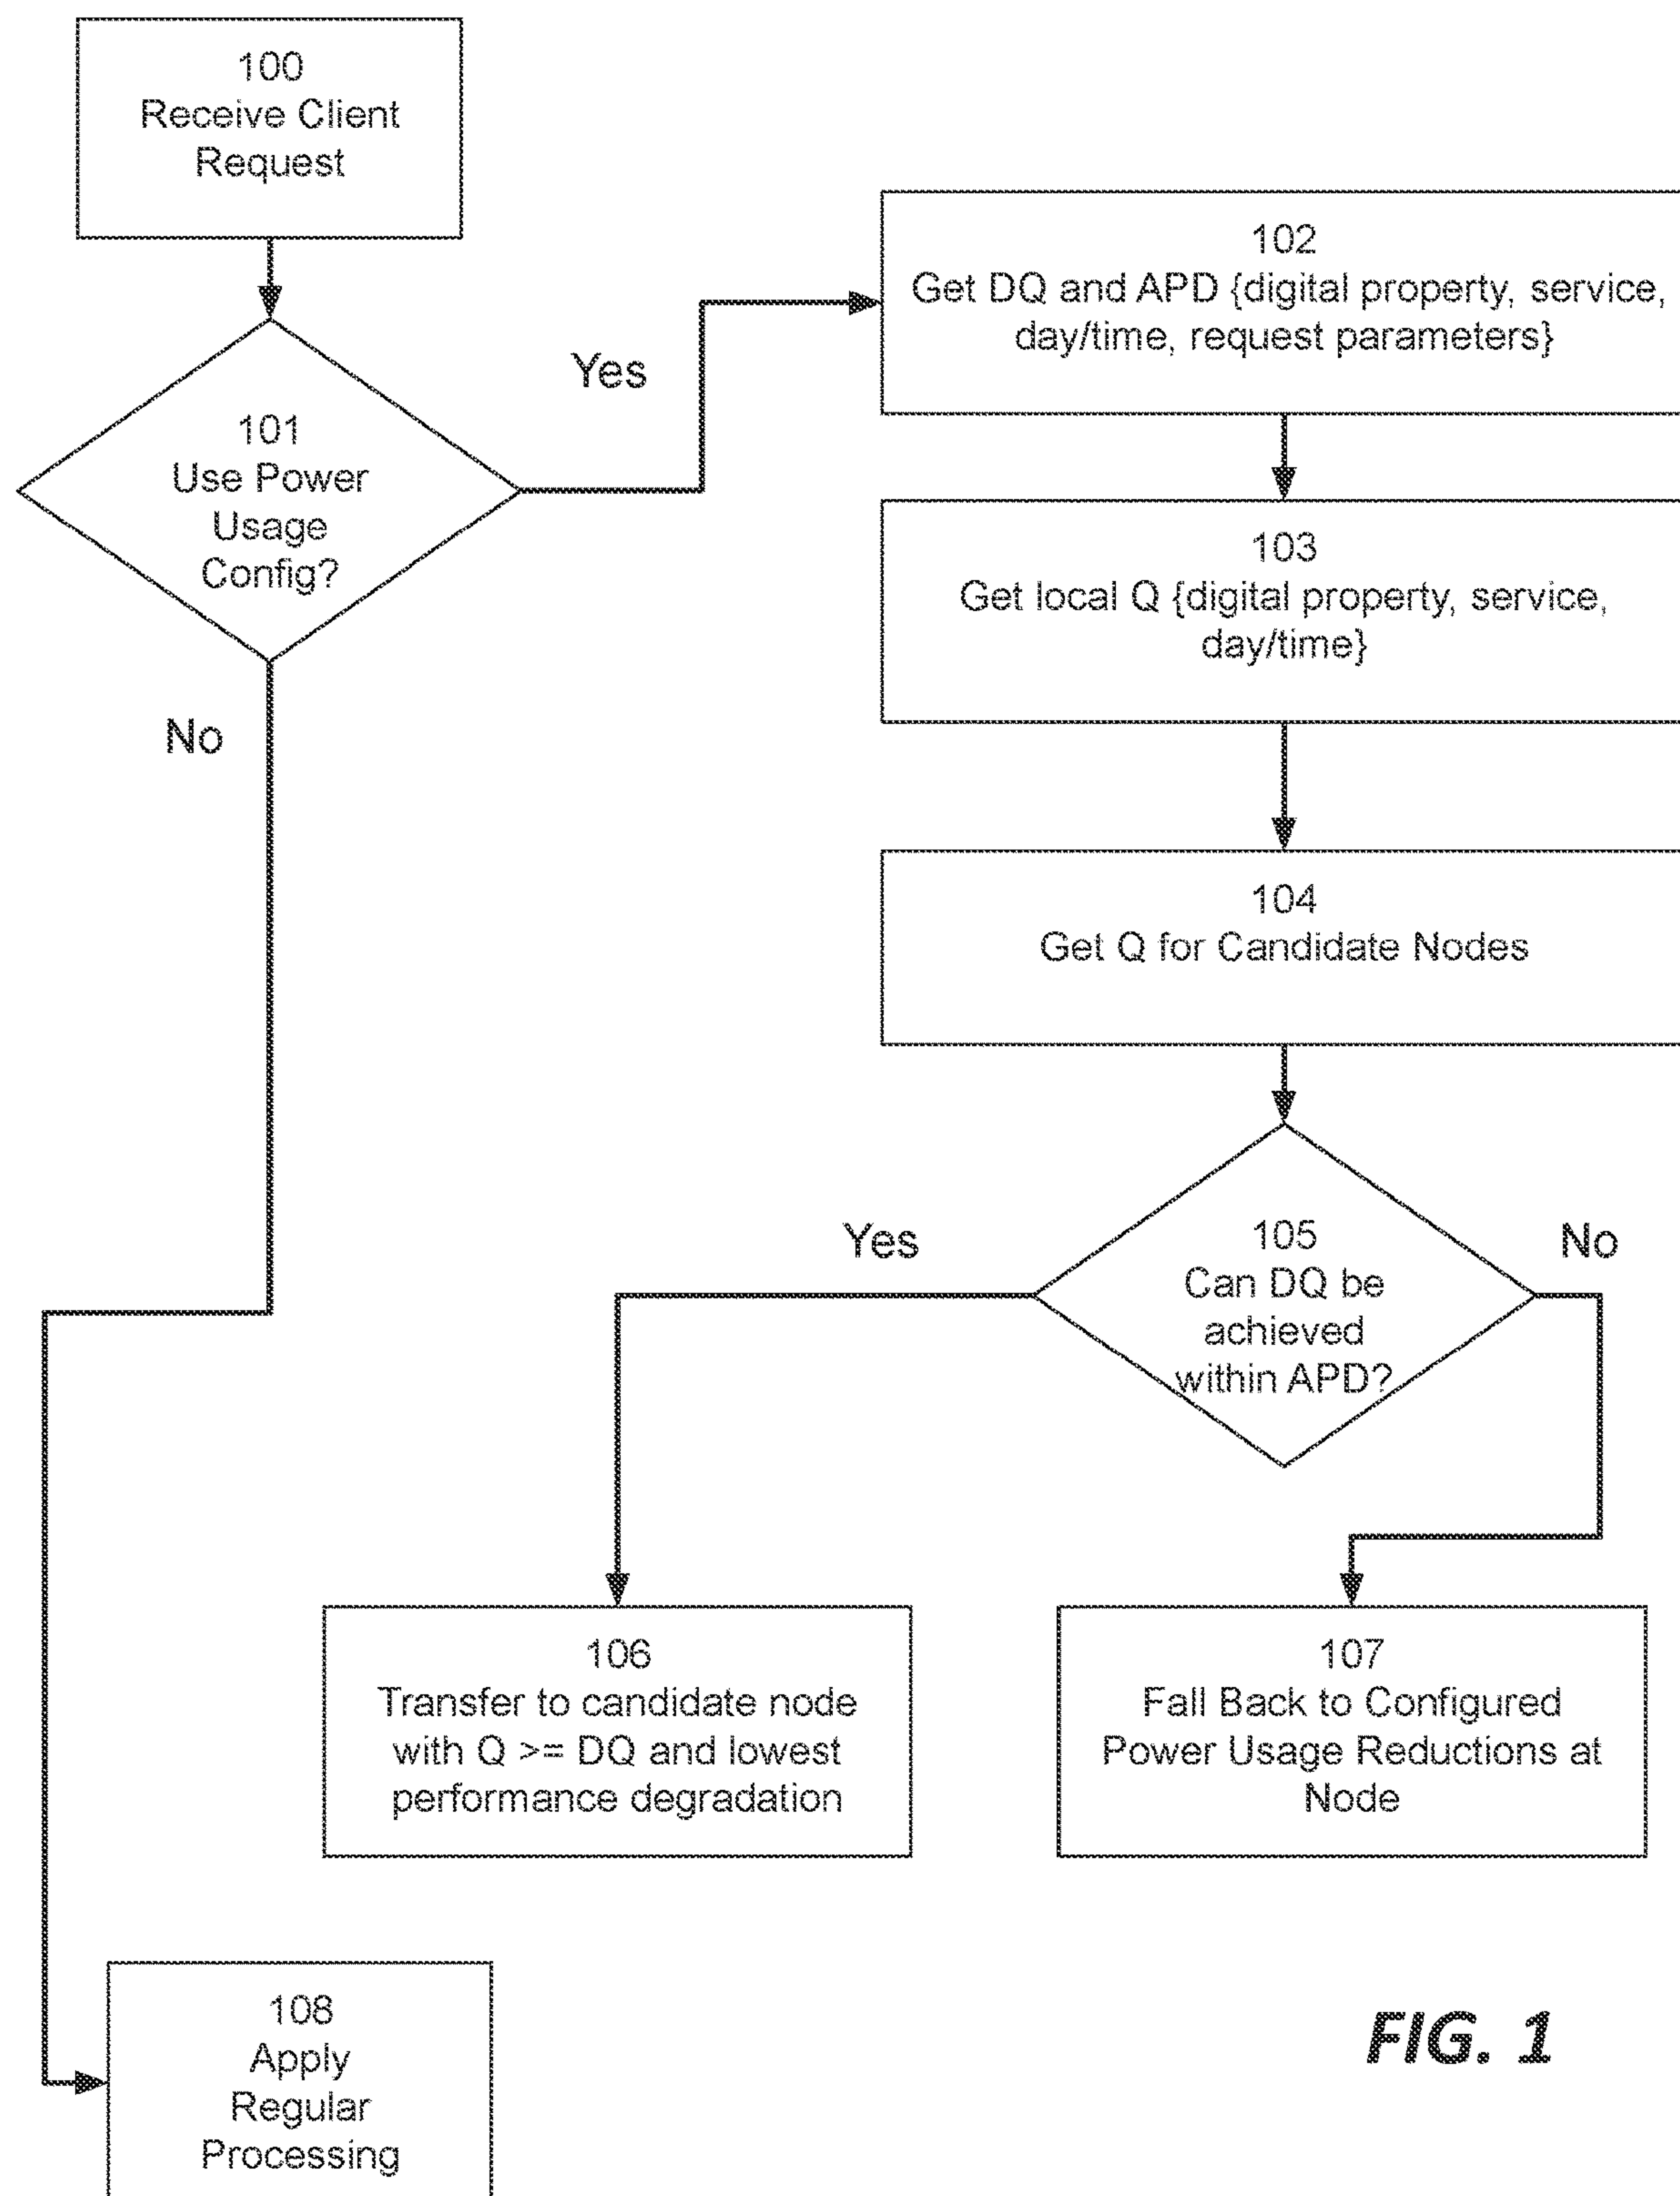 100
Receive Client
Request
101
Use Power
Usage
Config?
Yes
No
102
Get DQ and APD {digital property, service,
day/time, request parameters}
103
Get local Q {digital property, service,
day/time}
104
Get Q for Candidate Nodes
105
Can DQ be
achieved
within APD?
Yes
No
106
Transfer to candidate node
with Q >= DQ and lowest
performance degradation
107
Fall Back to Configured
Power Usage Reductions at
Node
108
Apply
Regular
Processing
FIG. 1